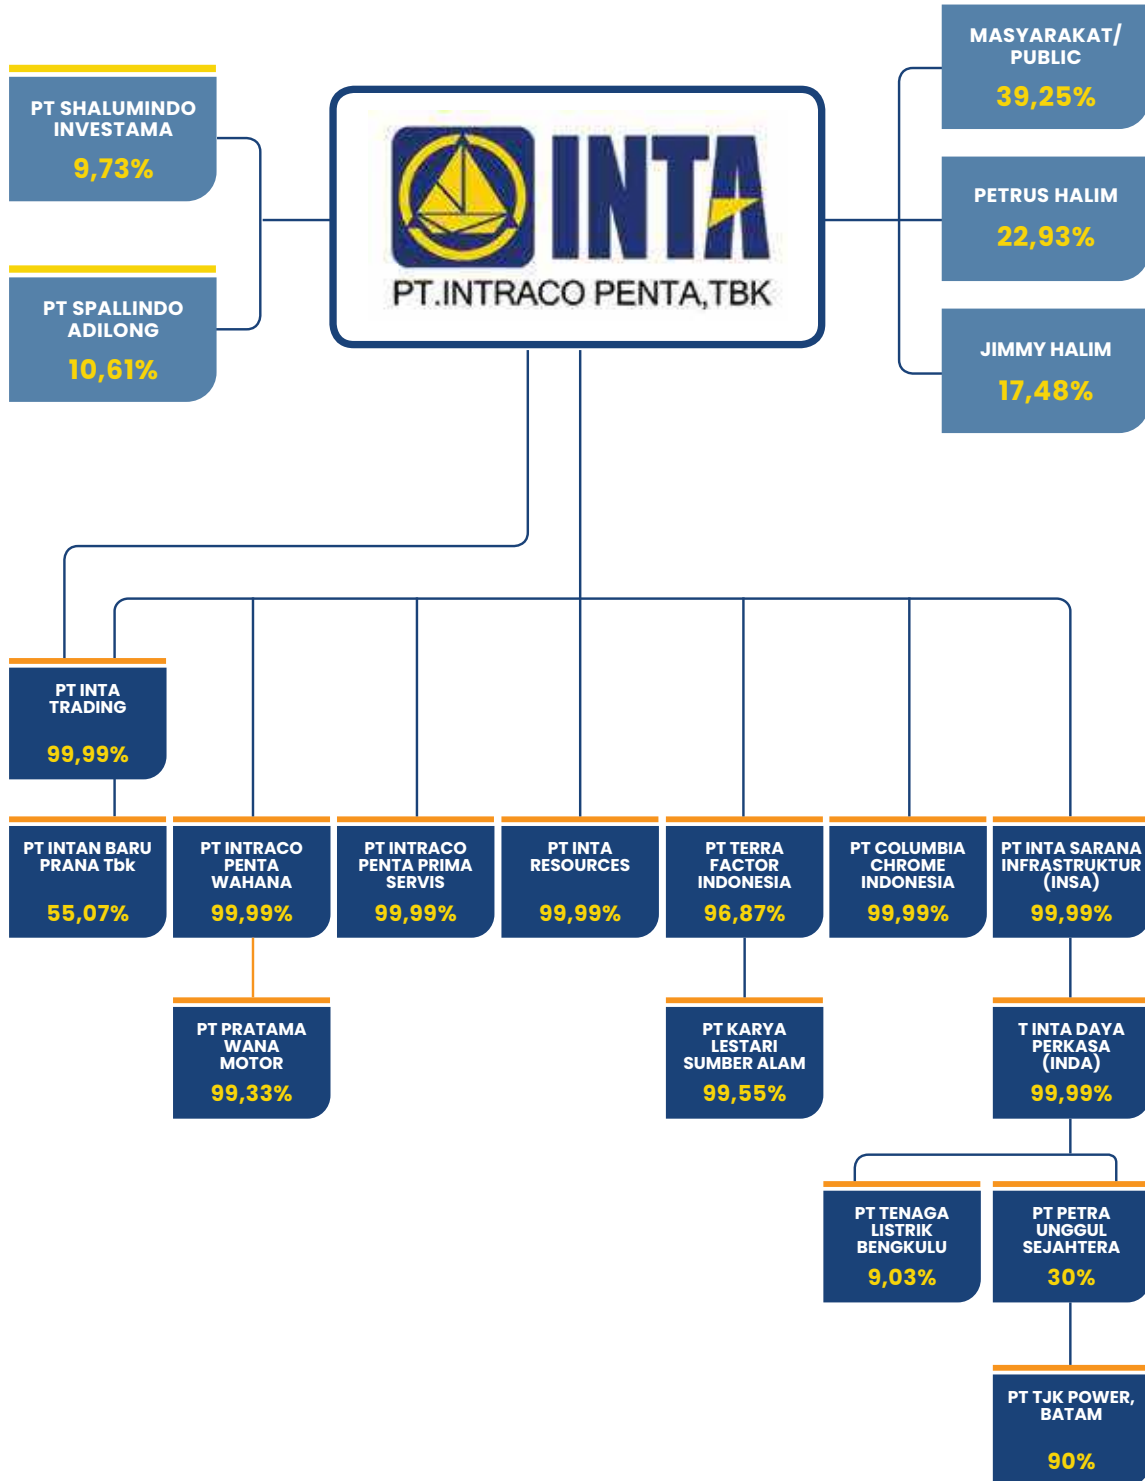 PT SHALUMINDO
INVESTAMA
9,73%
PT SPALLINDO
ADILONG
10,61%
INTA
PT.INTRACO PENTA,TBK
MASYARAKAT/
PUBLIC
39,25%
PETRUS HALIM
22,93%
JIMMY HALIM
17,48%
PT INTA
TRADING
99,99%
PT INTAN BARU
PRANA Tbk
55,07%
PT INTRACO
PENTA
WAHANA
99,99%
PT INTRACO
PENTA PRIMA
SERVIS
99,99%
PT INTA
RESOURCES
99,99%
PT TERRA
FACTOR
INDONESIA
96,87%
PT COLUMBIA
CHROME
INDONESIA
99,99%
PT INTA SARANA
INFRASTRUKTUR
(INSA)
99,99%
PT PRATAMA
WANA
MOTOR
99,33%
PT KARYA
LESTARI
SUMBER ALAM
99,55%
T INTA DAYA
PERKASA
(INDA)
99,99%
PT TENAGA
LISTRIK
BENGKULU
9,03%
PT PETRA
UNGGUL
SEJAHTERA
30%
PT TJK POWER,
BATAM
90%